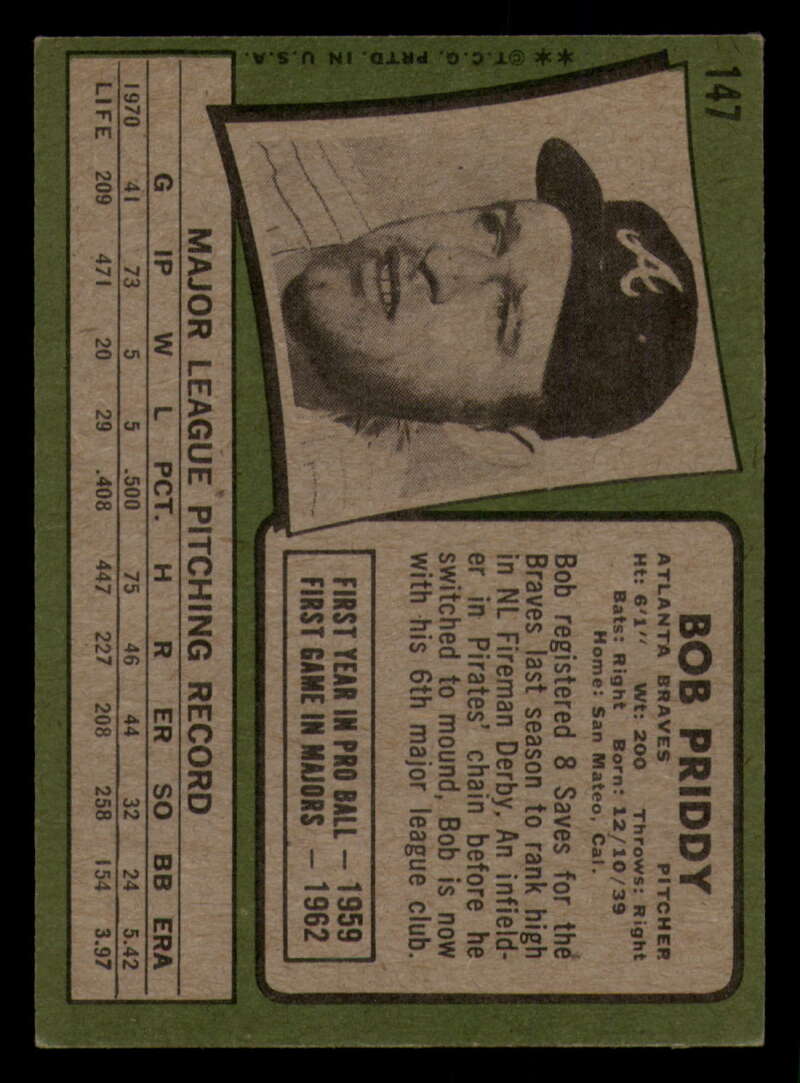 147
BOB PRIDDY
ATLANTA BRAVES PITCHER
Ht: 6'1" Wt: 200 Throws: Right
Bats: Right Born: 12/10/39
Home: San Mateo, Cal.
Bob registered 8 Saves for the
Braves last season to rank high
in NL Fireman Derby. An infield-
er in Pirates' chain before he
switched to mound, Bob is now
with his 6th major league club.
FIRST YEAR IN PRO BALL — 1959
FIRST GAME IN MAJORS — 1962
A
MAJOR LEAGUE PITCHING RECORD
G IP W L PCT. H R ER SO BB ERA
1970 41 73 5 5 .500 75 46 44 32 24 5.42
LIFE 209 471 20 29 .408 447 227 208 258 154 3.97
**©T.C.G. PRTD. IN U.S.A.